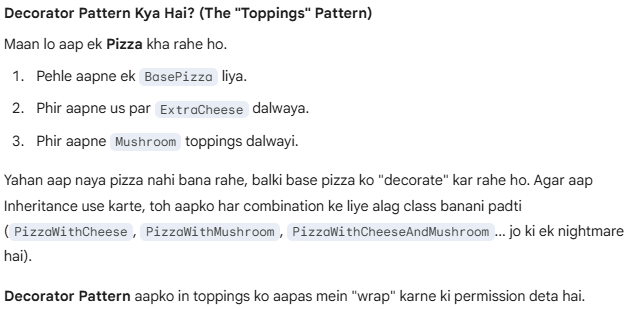 Decorator Pattern Kya Hai? (The "Toppings" Pattern)
Maan lo aap ek Pizza kha rahe ho.
1. Pehle aapne ek BasePizza liya.
2. Phir aapne us par ExtraCheese dalwaya.
3. Phir aapne Mushroom toppings dalwayi.
Yahan aap naya pizza nahi bana rahe, balki base pizza ko "decorate" kar rahe ho. Agar aap
Inheritance use karte, toh aapko har combination ke liye alag class banani padti
( PizzaWithCheese , PizzaWithMushroom , PizzaWithCheeseAndMushroom ... jo ki ek nightmare
hai).
Decorator Pattern aapko in toppings ko aapas mein "wrap" karne ki permission deta hai.